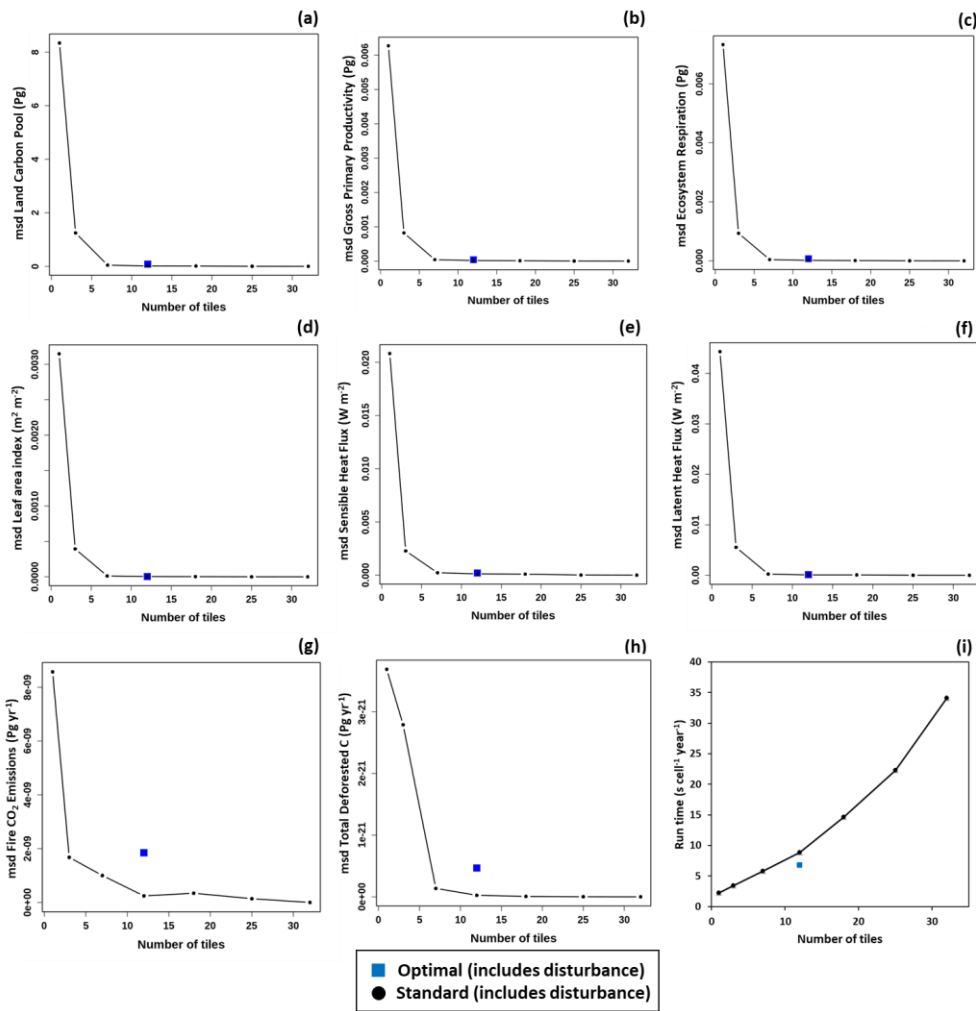 (a)
msd Land Carbon Pool (Pg)
0 2 4 6 8
0 5 10 15 20 25 30
Number of tiles
(b)
msd Gross Primary Productivity (Pg)
0.000 0.001 0.002 0.003 0.004 0.005 0.006
0 5 10 15 20 25 30
Number of tiles
(c)
msd Ecosystem Respiration (Pg)
0.000 0.002 0.004 0.006
0 5 10 15 20 25 30
Number of tiles
(d)
msd Leaf area index (m² m⁻²)
0.0000 0.0010 0.0020 0.0030
0 5 10 15 20 25 30
Number of tiles
(e)
msd Sensible Heat Flux (W m⁻²)
0.000 0.005 0.010 0.015 0.020
0 5 10 15 20 25 30
Number of tiles
(f)
msd Latent Heat Flux (W m⁻²)
0.00 0.01 0.02 0.03 0.04
0 5 10 15 20 25 30
Number of tiles
(g)
msd Fire CO₂ Emissions (Pg yr⁻¹)
0e+00 2e-09 4e-09 6e-09 8e-09
0 5 10 15 20 25 30
Number of tiles
(h)
msd Total Deforested C (Pg yr⁻¹)
0e+00 1e-21 2e-21 3e-21
0 5 10 15 20 25 30
Number of tiles
(i)
Run time (s cell⁻¹ year⁻¹)
0 5 10 15 20 25 30 35 40
0 10 20 30
Number of tiles
Optimal (includes disturbance)
Standard (includes disturbance)